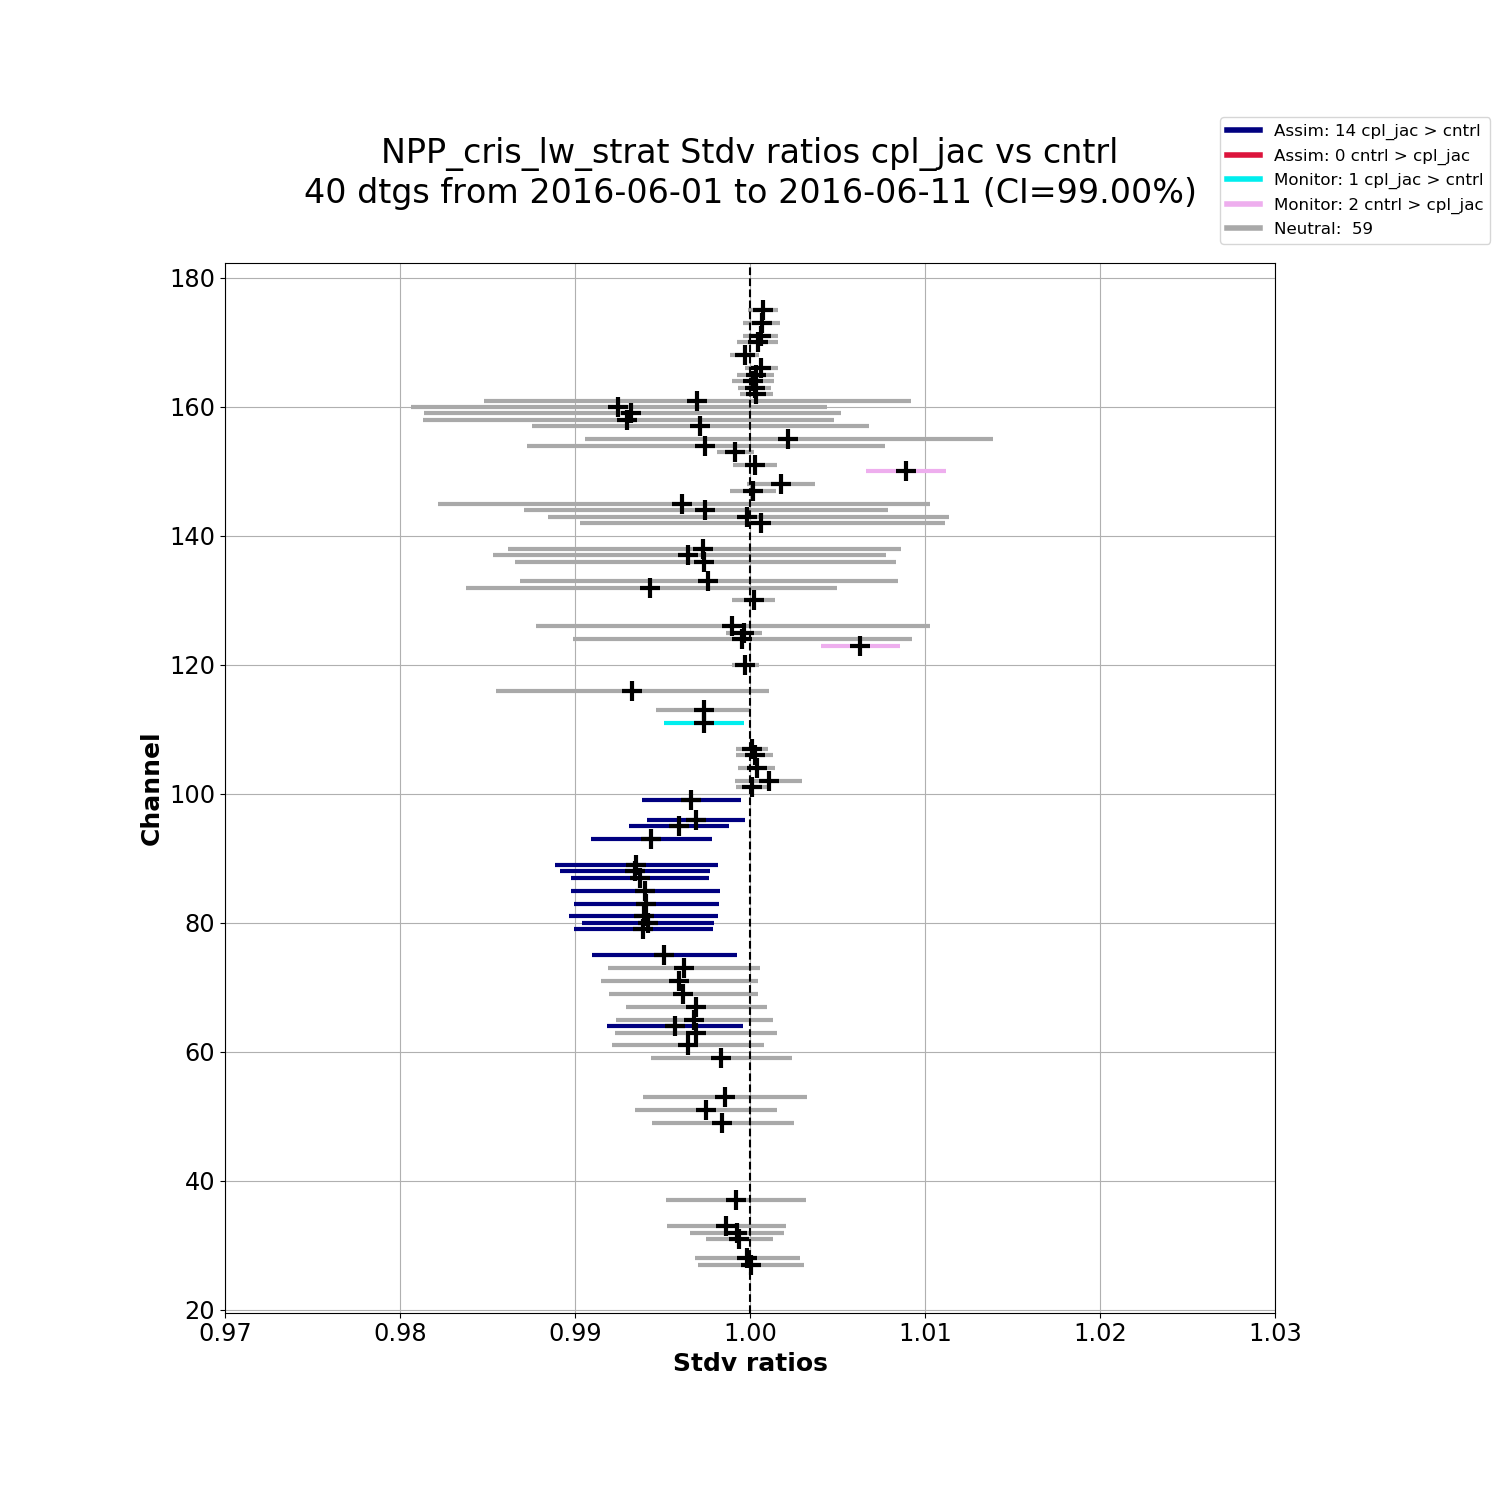 NPP_cris_lw_strat Stdv ratios cpl_jac vs cntrl
40 dtgs from 2016-06-01 to 2016-06-11 (CI=99.00%)
Assim: 14 cpl_jac > cntrl
Assim: 0 cntrl > cpl_jac
Monitor: 1 cpl_jac > cntrl
Monitor: 2 cntrl > cpl_jac
Neutral:  59
180
160
140
120
100
80
60
40
20
Channel
0.97 0.98 0.99 1.00 1.01 1.02 1.03
Stdv ratios